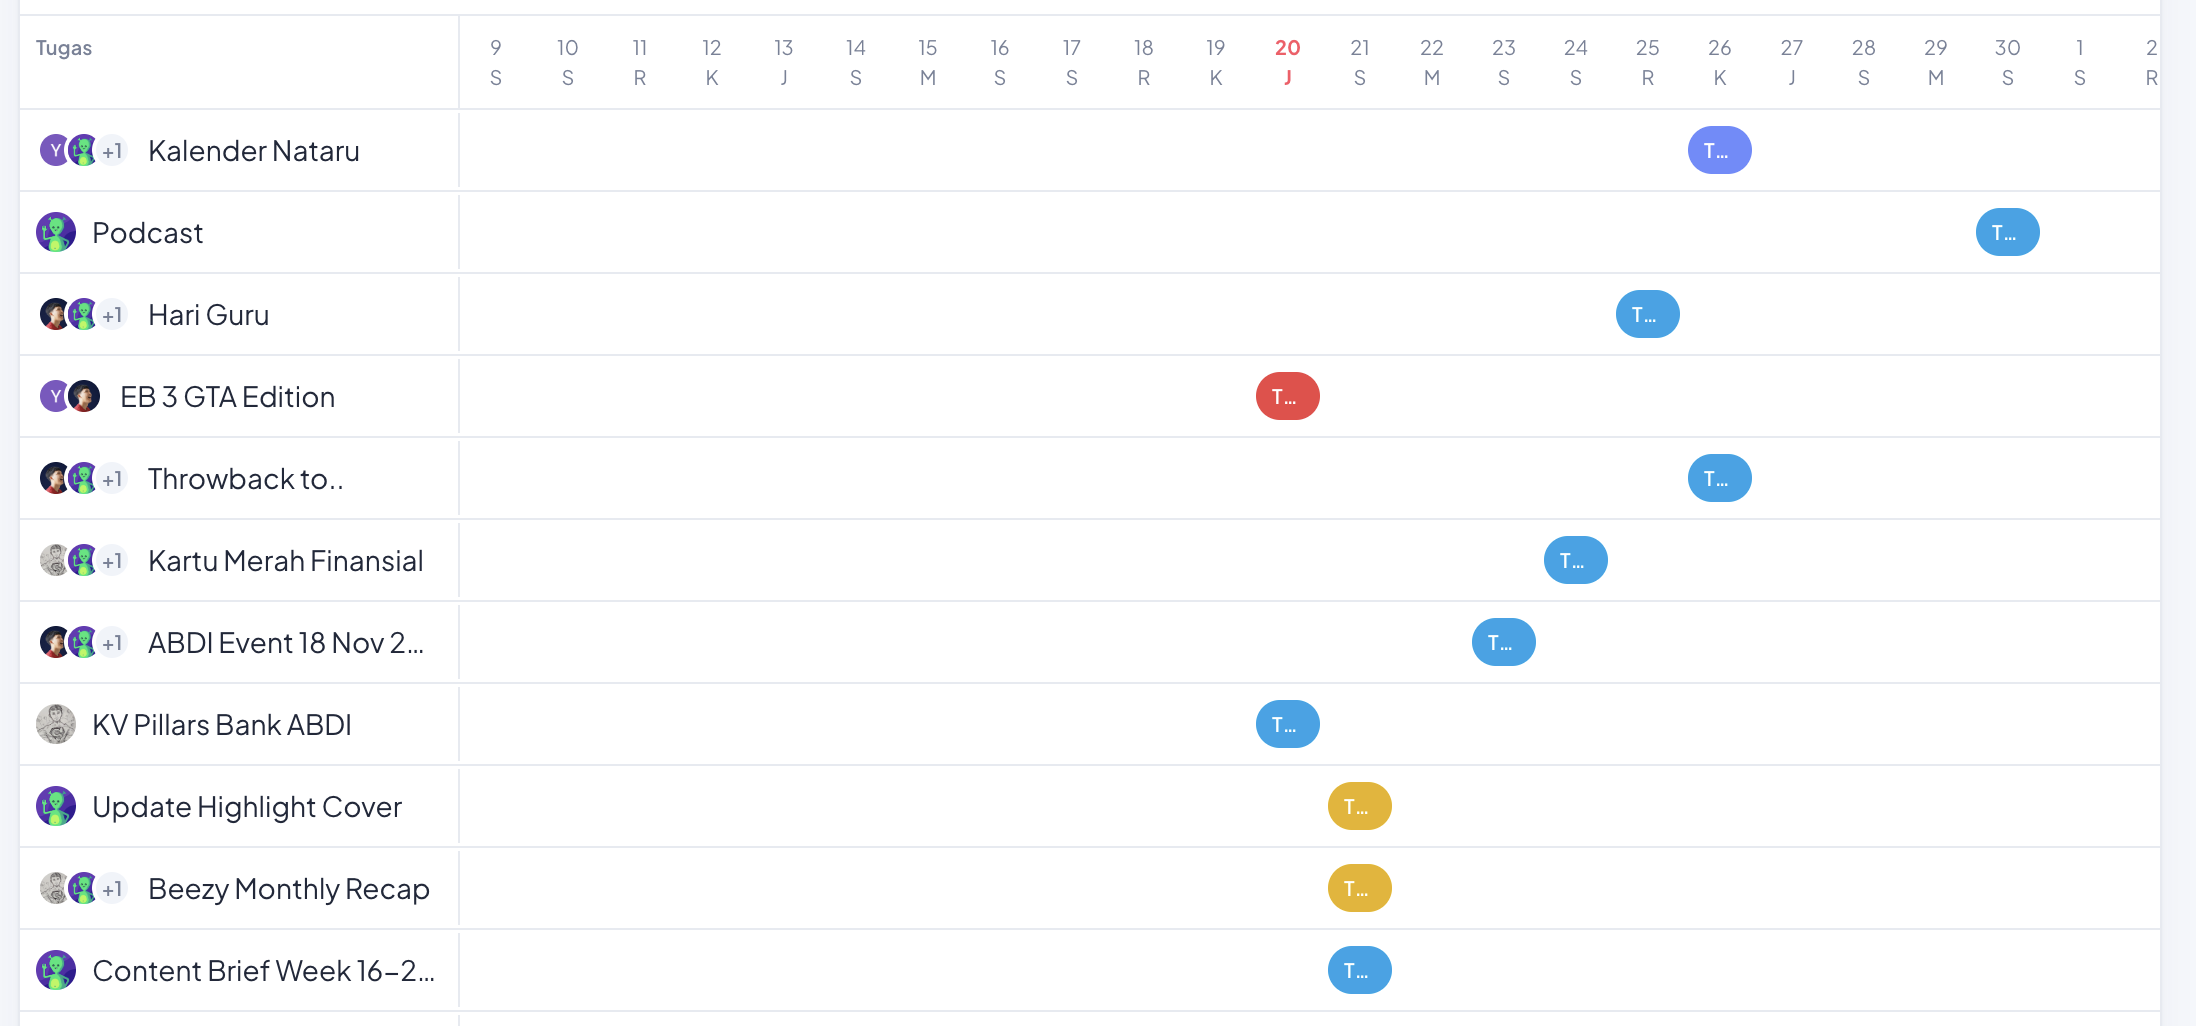 Tugas 9 10 11 12 13 14 15 16 17 18 19 20 21 22 23 24 25 26 27 28 29 30 1 2
S S R K J S M S S R K J S M S S R K J S M S S R
Y +1 Kalender Nataru T...
Podcast T...
+1 Hari Guru T...
Y EB 3 GTA Edition T...
+1 Throwback to.. T...
+1 Kartu Merah Finansial T...
+1 ABDI Event 18 Nov 2... T...
KV Pillars Bank ABDI T...
Update Highlight Cover T...
+1 Beezy Monthly Recap T...
Content Brief Week 16-2... T...